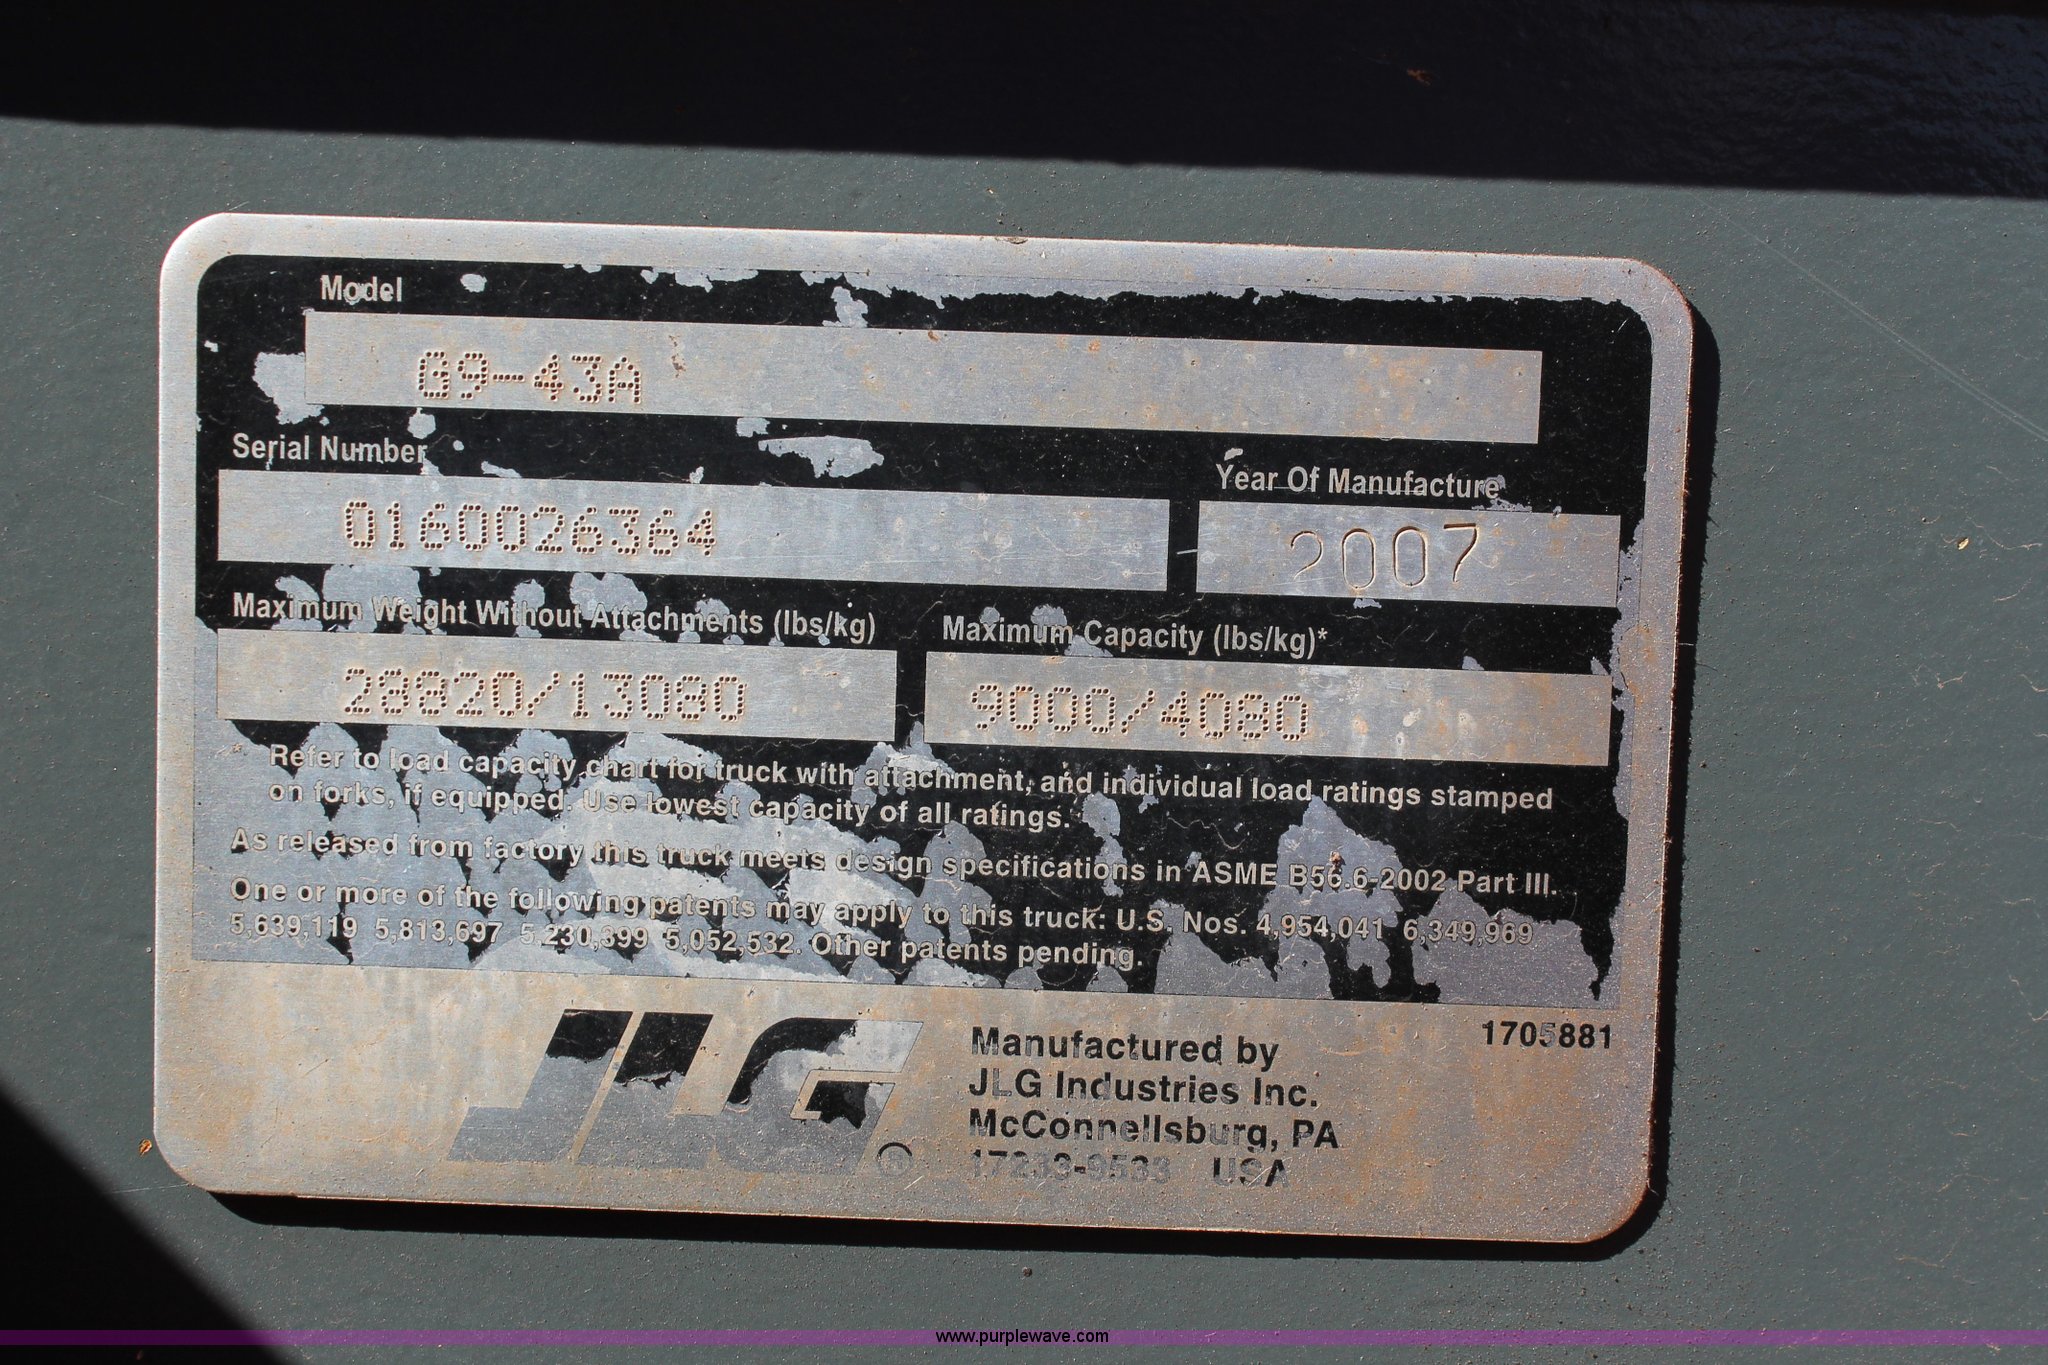 Model
G9-43A
Serial Number
Year Of Manufacture
0160026364
2007
Maximum Weight Without Attachments (lbs/kg)
Maximum Capacity (lbs/kg)*
28820/13080
9000/4080
* Refer to load capacity chart for truck with attachment, and individual load ratings stamped
on forks, if equipped. Use lowest capacity of all ratings.
As released from factory this truck meets design specifications in ASME B56.6-2002 Part III.
One or more of the following patents may apply to this truck: U.S. Nos. 4,954,041 6,349,969
5,639,119 5,813,697 5,230,399 5,052,532. Other patents pending.
1705881
JLG®
Manufactured by
JLG Industries Inc.
McConnellsburg, PA
17233-9533 USA
www.purplewave.com